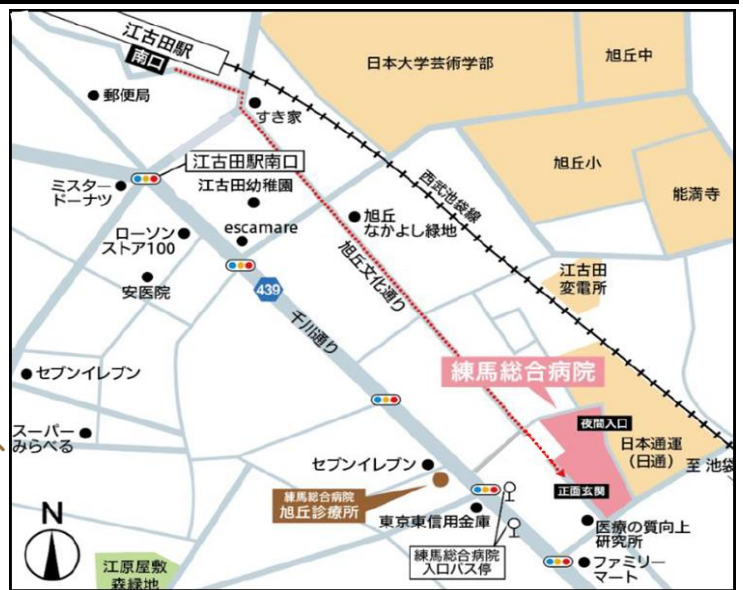 江古田駅
南口
日本大学芸術学部
旭丘中
郵便局
すき家
江古田駅南口
旭丘小
能満寺
ミスター
ドーナツ
江古田幼稚園
西武池袋線
ローソン
ストア100
escamare
旭丘
なかよし緑地
江古田
変電所
安医院
439
千川通り
旭丘文化通り
練馬総合病院
セブンイレブン
夜間入口
日本通運
(日通)
至 池袋
スーパー
みらべる
セブンイレブン
練馬総合病院
旭丘診療所
正面玄関
東京東信用金庫
医療の質向上
研究所
N
練馬総合病院
入口バス停
ファミリー
マート
江原屋敷
森緑地